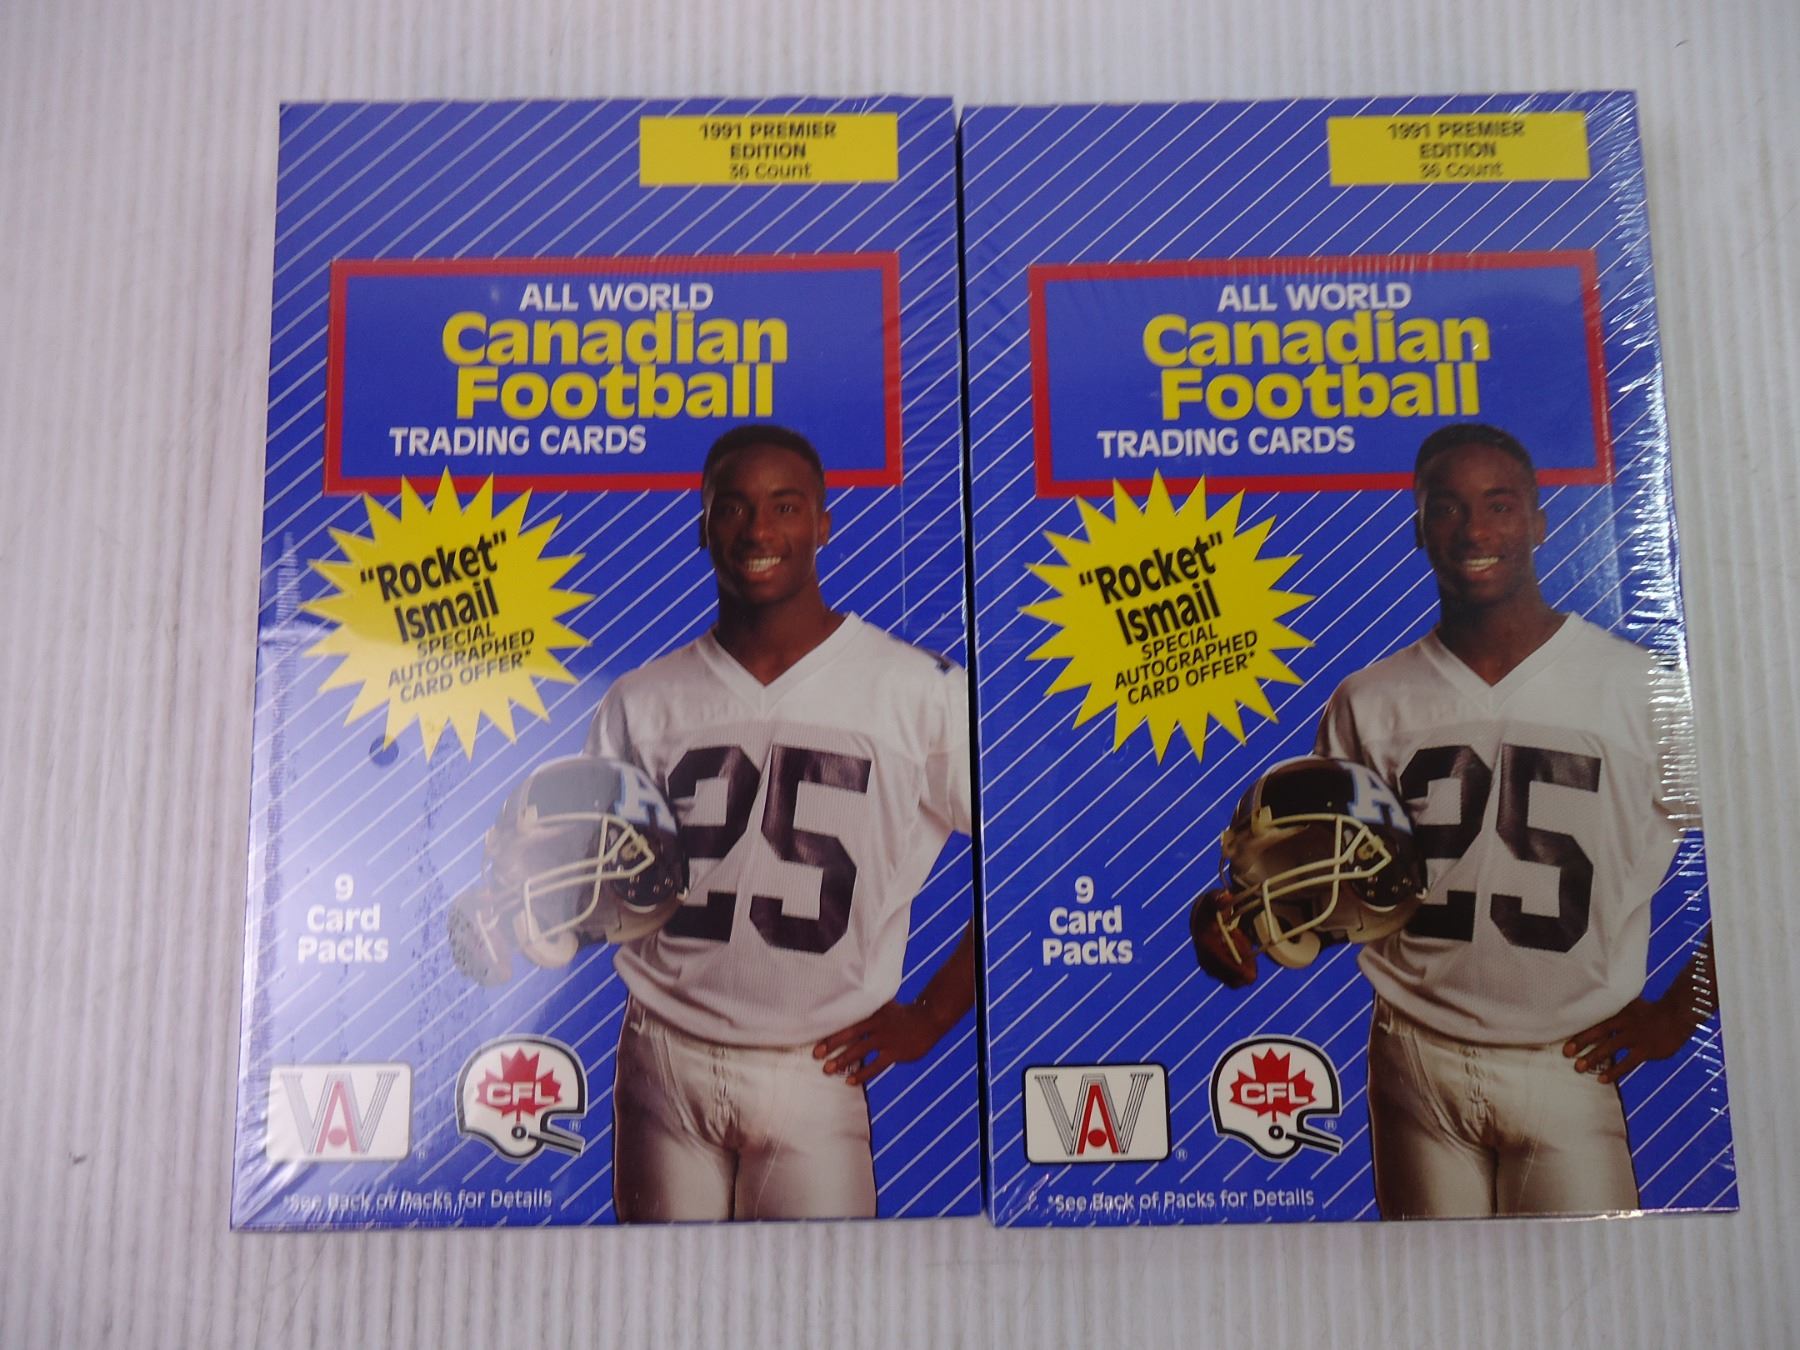 1991 PREMIER
EDITION
36 Count
ALL WORLD
Canadian
Football
TRADING CARDS
"Rocket"
Ismail
SPECIAL
AUTOGRAPHED
CARD OFFER*
A
25
9
Card
Packs
WA
®
CFL
®
*See Back of Packs for Details
1991 PREMIER
EDITION
36 Count
ALL WORLD
Canadian
Football
TRADING CARDS
"Rocket"
Ismail
SPECIAL
AUTOGRAPHED
CARD OFFER*
A
25
9
Card
Packs
WA
®
CFL
®
*See Back of Packs for Details